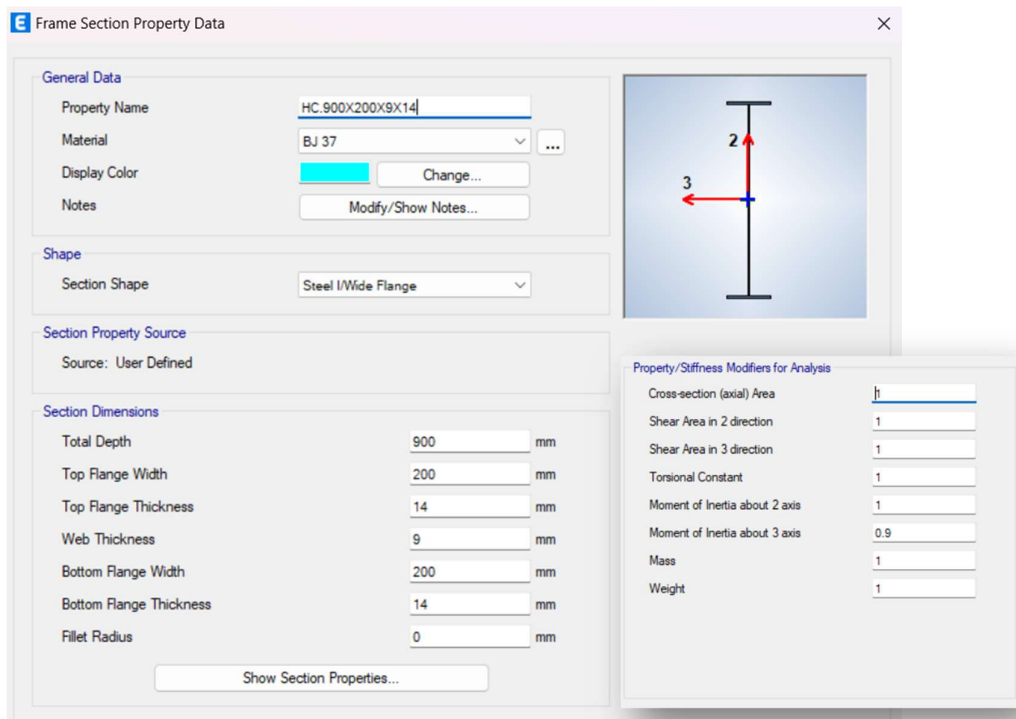 E Frame Section Property Data
General Data
Property Name HC.900X200X9X14
Material BJ 37 ...
Display Color Change...
Notes Modify/Show Notes...
2
3
Shape
Section Shape Steel I/Wide Flange
Section Property Source
Source: User Defined
Section Dimensions
Total Depth 900 mm
Top Flange Width 200 mm
Top Flange Thickness 14 mm
Web Thickness 9 mm
Bottom Flange Width 200 mm
Bottom Flange Thickness 14 mm
Fillet Radius 0 mm
Show Section Properties...
Property/Stiffness Modifiers for Analysis
Cross-section (axial) Area 1
Shear Area in 2 direction 1
Shear Area in 3 direction 1
Torsional Constant 1
Moment of Inertia about 2 axis 1
Moment of Inertia about 3 axis 0.9
Mass 1
Weight 1